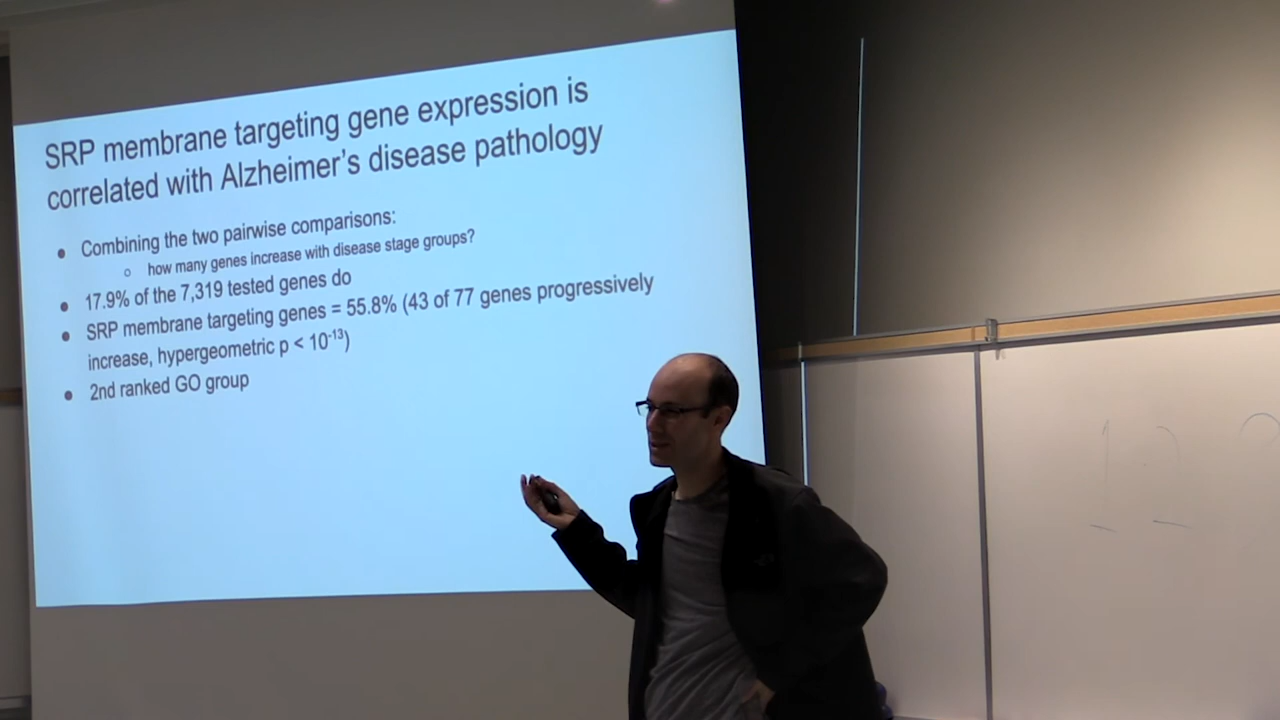 SRP membrane targeting gene expression is
correlated with Alzheimer's disease pathology
● Combining the two pairwise comparisons:
○ how many genes increase with disease stage groups?
● 17.9% of the 7,319 tested genes do
● SRP membrane targeting genes = 55.8% (43 of 77 genes progressively
increase, hypergeometric p < 10⁻¹³)
● 2nd ranked GO group
12